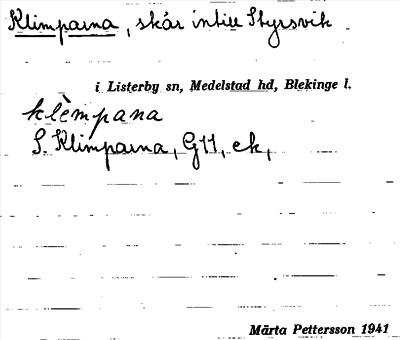 Klimparna, skär intill Styrsvik
i Listerby sn, Medelstad hd, Blekinge l.
klèmpana
S. Klimparna, G11, ek,
Märta Pettersson 1941